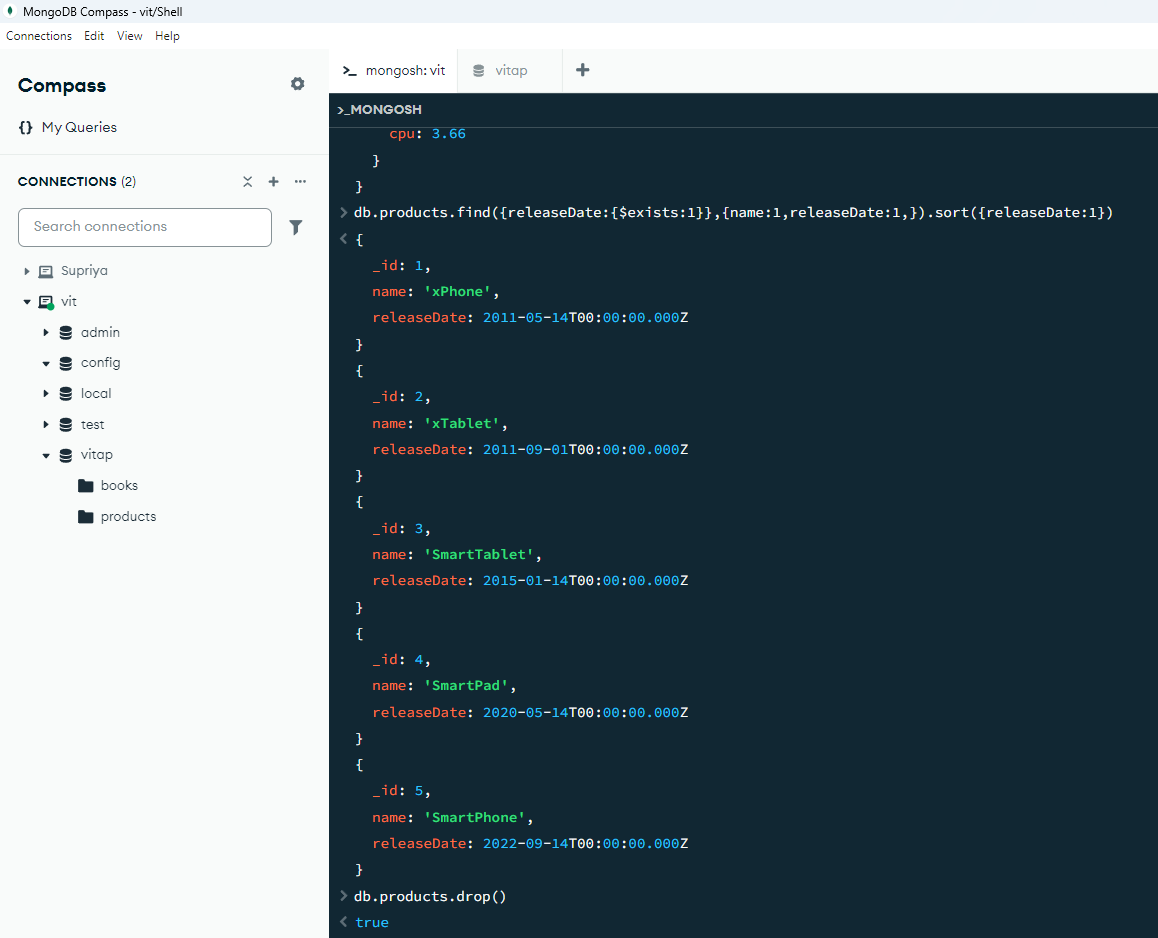 MongoDB Compass - vit/Shell
Connections Edit View Help
Compass
{} My Queries
CONNECTIONS (2)
Search connections
Supriya
vit
admin
config
local
test
vitap
books
products
>_ mongosh: vit
vitap
>_MONGOSH
cpu: 3.66
}
}
> db.products.find({releaseDate:{$exists:1}},{name:1,releaseDate:1,}).sort({releaseDate:1})
< {
_id: 1,
name: 'xPhone',
releaseDate: 2011-05-14T00:00:00.000Z
}
{
_id: 2,
name: 'xTablet',
releaseDate: 2011-09-01T00:00:00.000Z
}
{
_id: 3,
name: 'SmartTablet',
releaseDate: 2015-01-14T00:00:00.000Z
}
{
_id: 4,
name: 'SmartPad',
releaseDate: 2020-05-14T00:00:00.000Z
}
{
_id: 5,
name: 'SmartPhone',
releaseDate: 2022-09-14T00:00:00.000Z
}
> db.products.drop()
< true